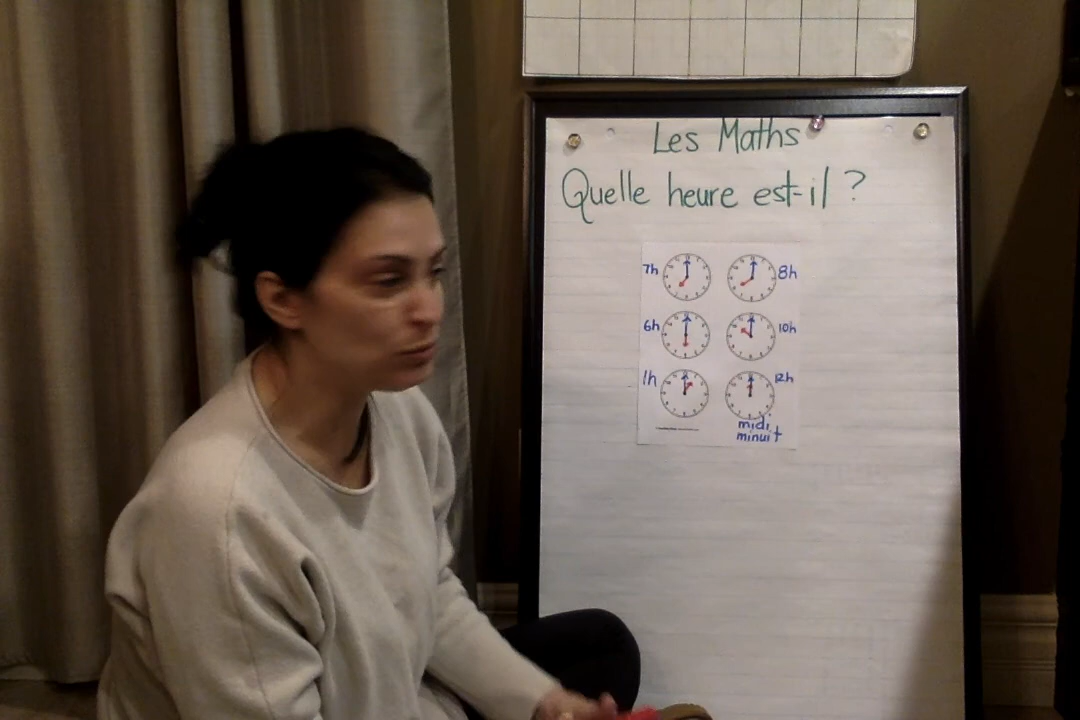 Les Maths
Quelle heure est-il ?
7h 8h
6h 10h
1h 12h
midi
minuit